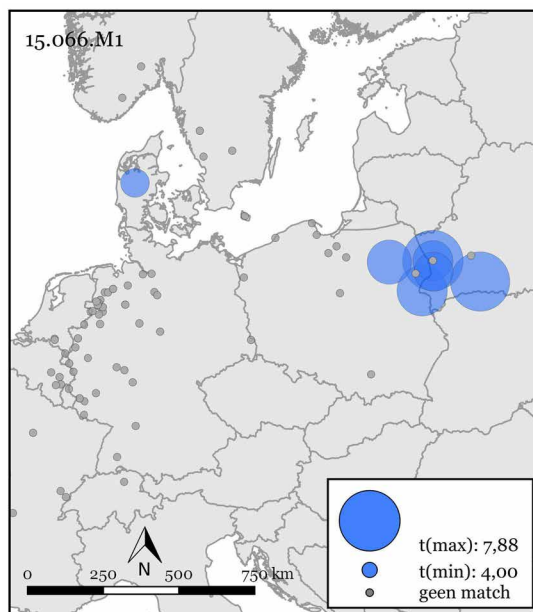 15.066.M1
t(max): 7,88
t(min): 4,00
geen match
N
0 250 500 750 km